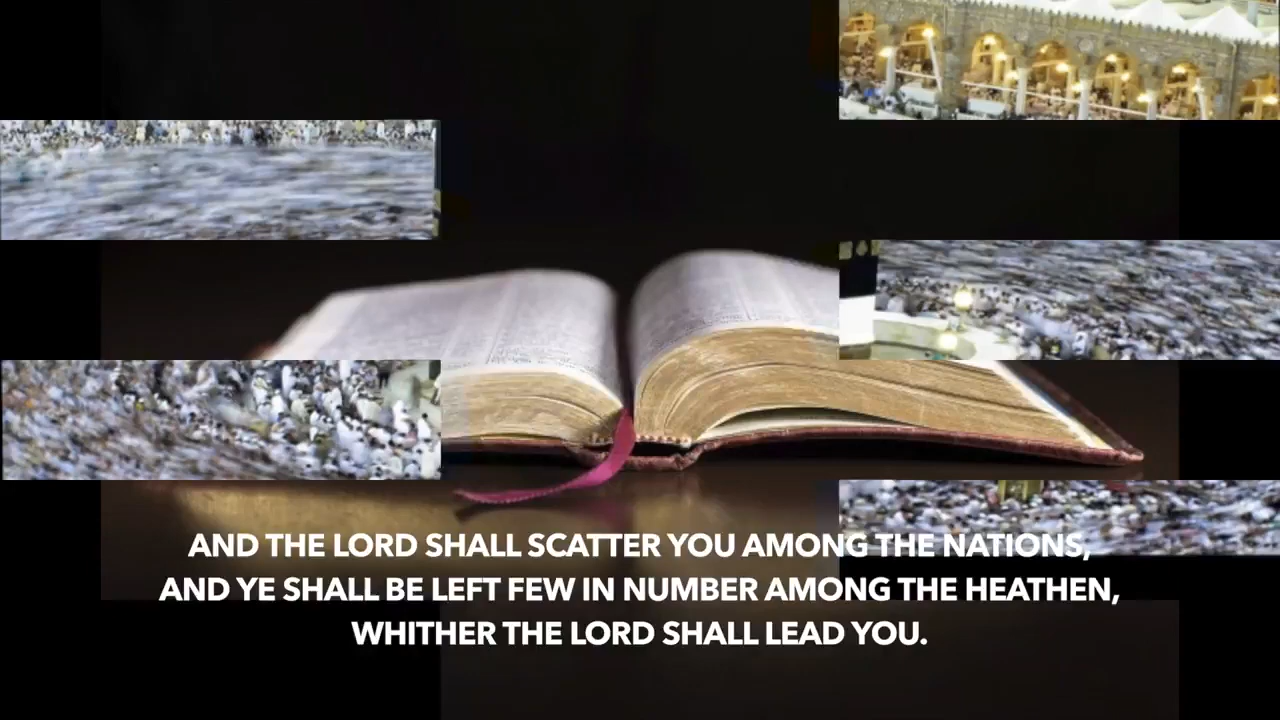 AND THE LORD SHALL SCATTER YOU AMONG THE NATIONS,
AND YE SHALL BE LEFT FEW IN NUMBER AMONG THE HEATHEN,
WHITHER THE LORD SHALL LEAD YOU.